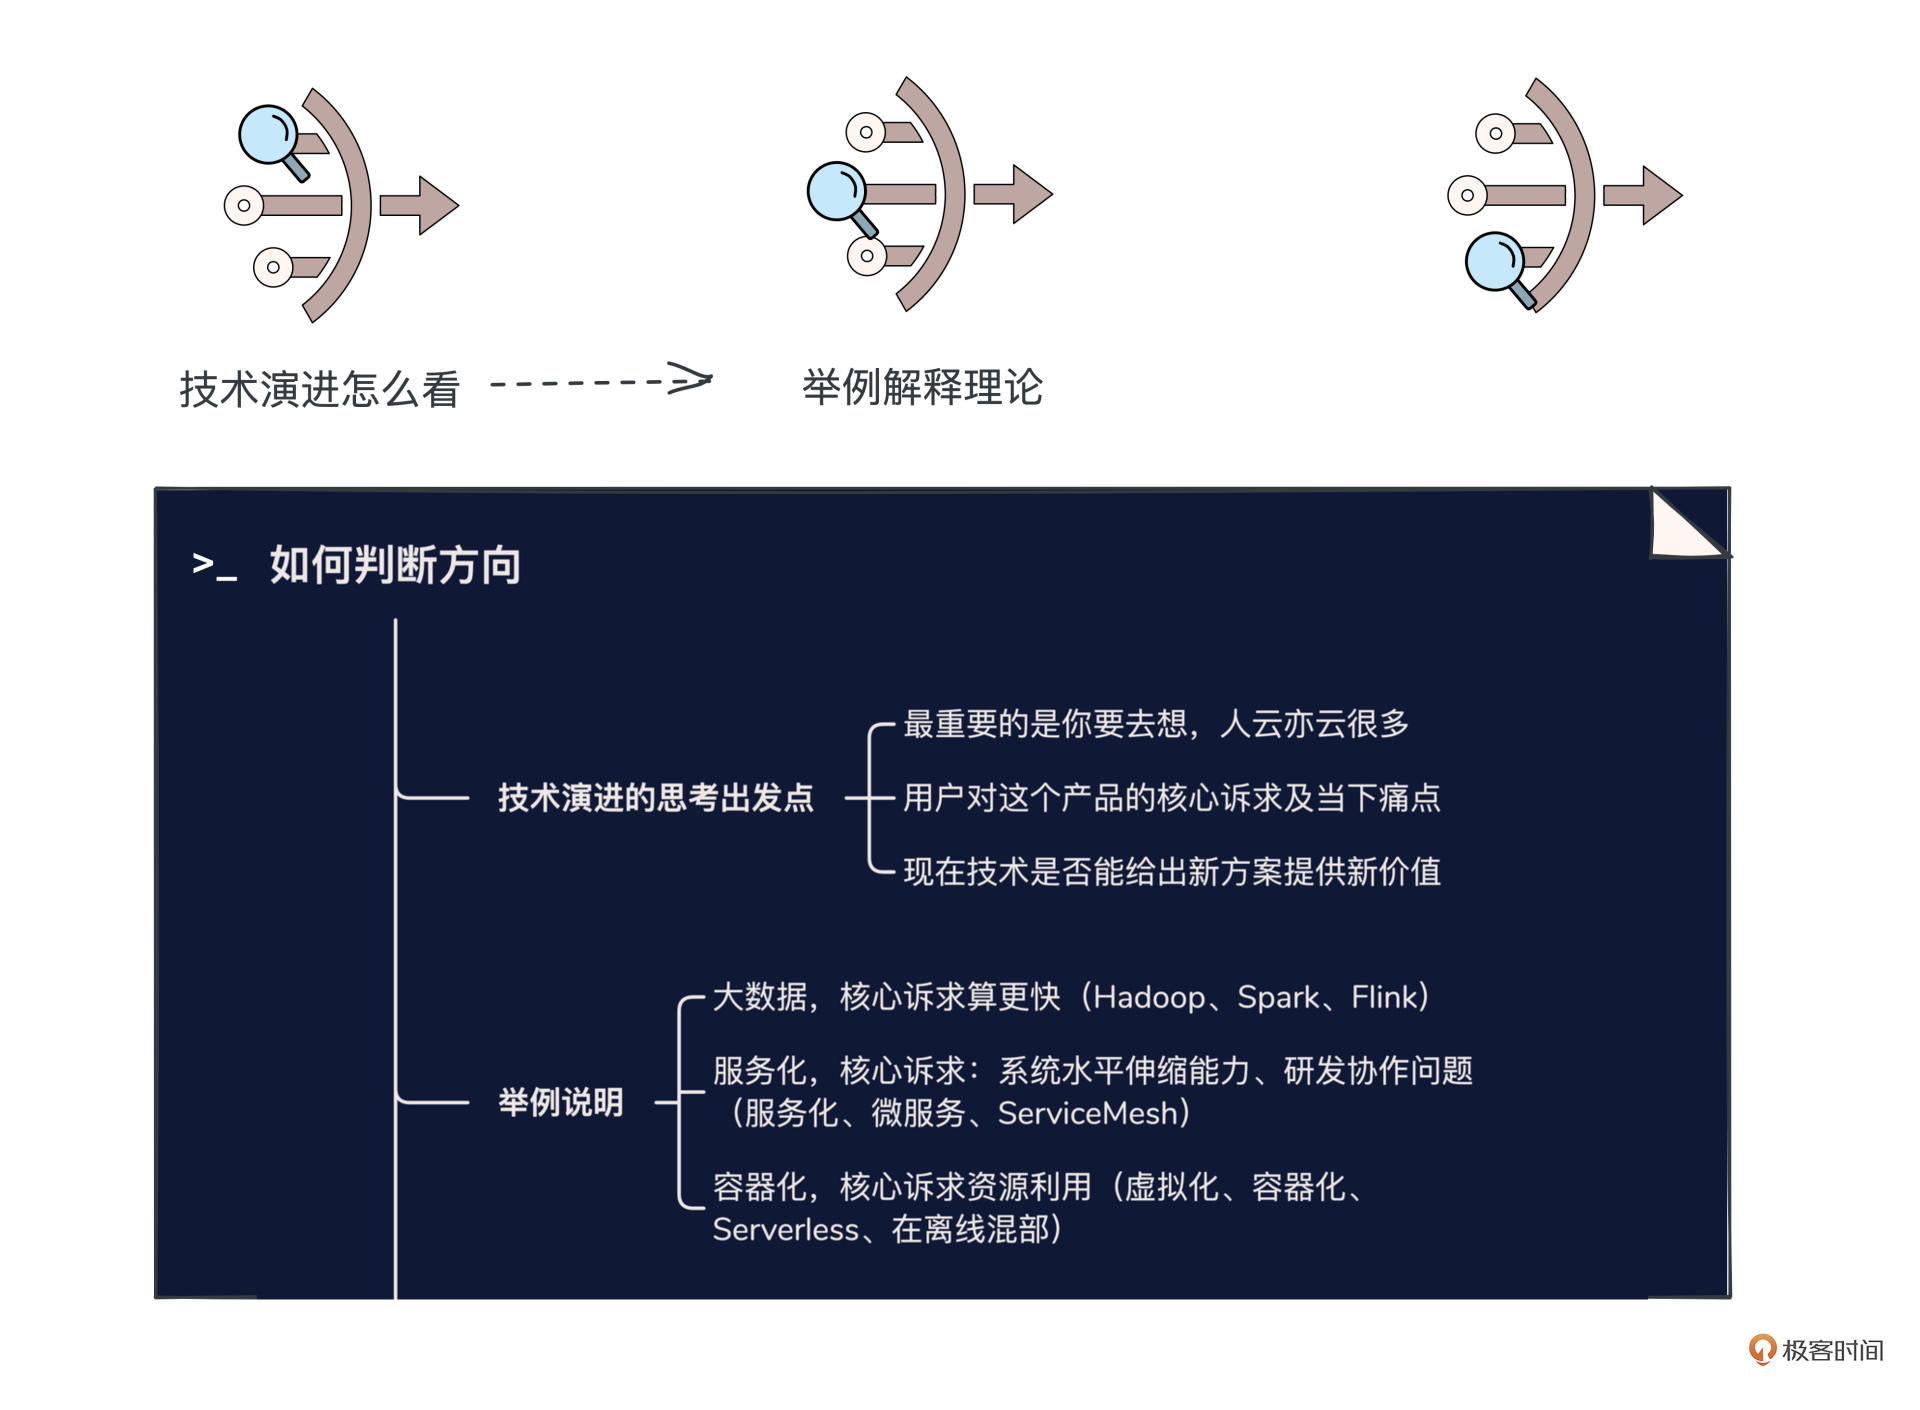 技术演进怎么看
举例解释理论
>_ 如何判断方向
技术演进的思考出发点
最重要的是你要去想，人云亦云很多
用户对这个产品的核心诉求及当下痛点
现在技术是否能给出新方案提供新价值
举例说明
大数据，核心诉求算更快（Hadoop、Spark、Flink）
服务化，核心诉求：系统水平伸缩能力、研发协作问题
（服务化、微服务、ServiceMesh）
容器化，核心诉求资源利用（虚拟化、容器化、
Serverless、在离线混部）
极客时间